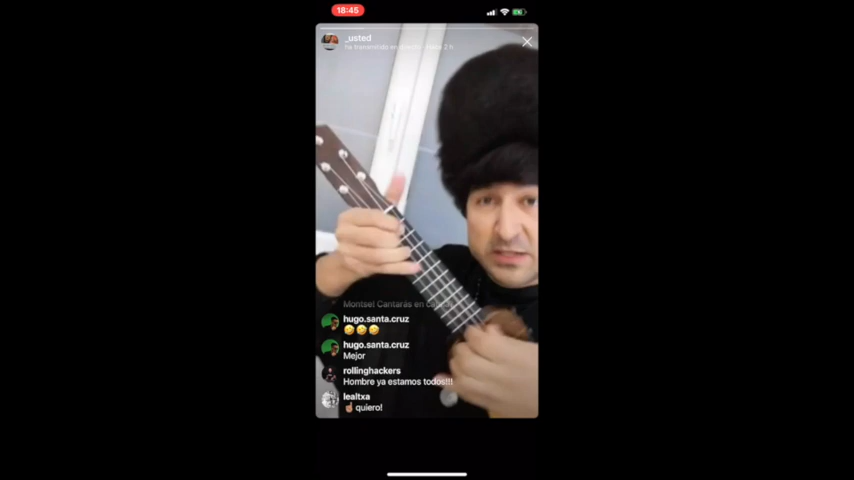 18:45
_usted
ha transmitido en directo · Hace 2 h
Montse! Cantarás en
hugo.santa.cruz
🤣🤣🤣
hugo.santa.cruz
Mejor
rollinghackers
Hombre ya estamos todos!!!
lealtxa
☝🏽quiero!